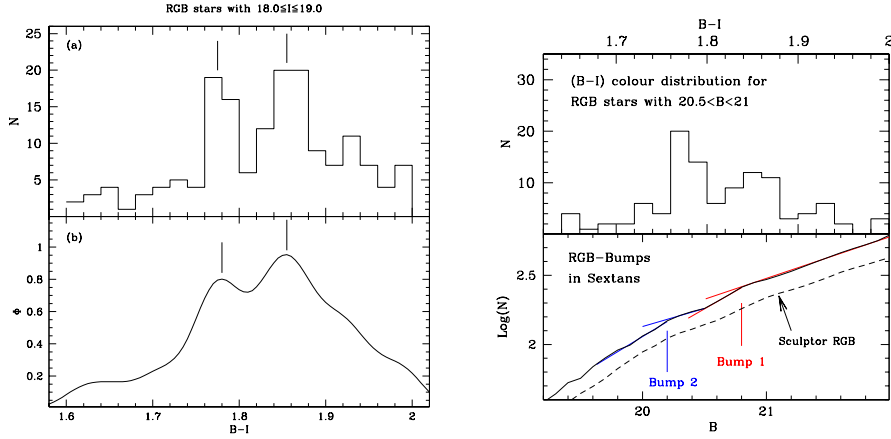 RGB stars with 18.0≤I≤19.0
(a)
25
20
15
10
5
N
(b)
1
0.8
0.6
0.4
0.2
Φ
1.6
1.7
1.8
1.9
2
B-I
B-I
1.7
1.8
1.9
2
(B-I) colour distribution for
RGB stars with 20.5<B<21
30
20
10
N
RGB-Bumps
in Sextans
2.5
2
Log(N)
Sculptor RGB
Bump 1
Bump 2
20
21
B